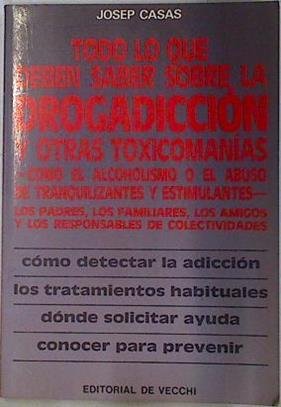 JOSEP CASAS
TODO LO QUE
DEBEN SABER SOBRE LA
DROGADICCIÓN
Y OTRAS TOXICOMANIAS
—COMO EL ALCOHOLISMO O EL ABUSO
DE TRANQUILIZANTES Y ESTIMULANTES—
LOS PADRES, LOS FAMILIARES, LOS AMIGOS
Y LOS RESPONSABLES DE COLECTIVIDADES
cómo detectar la adicción
los tratamientos habituales
dónde solicitar ayuda
conocer para prevenir
EDITORIAL DE VECCHI